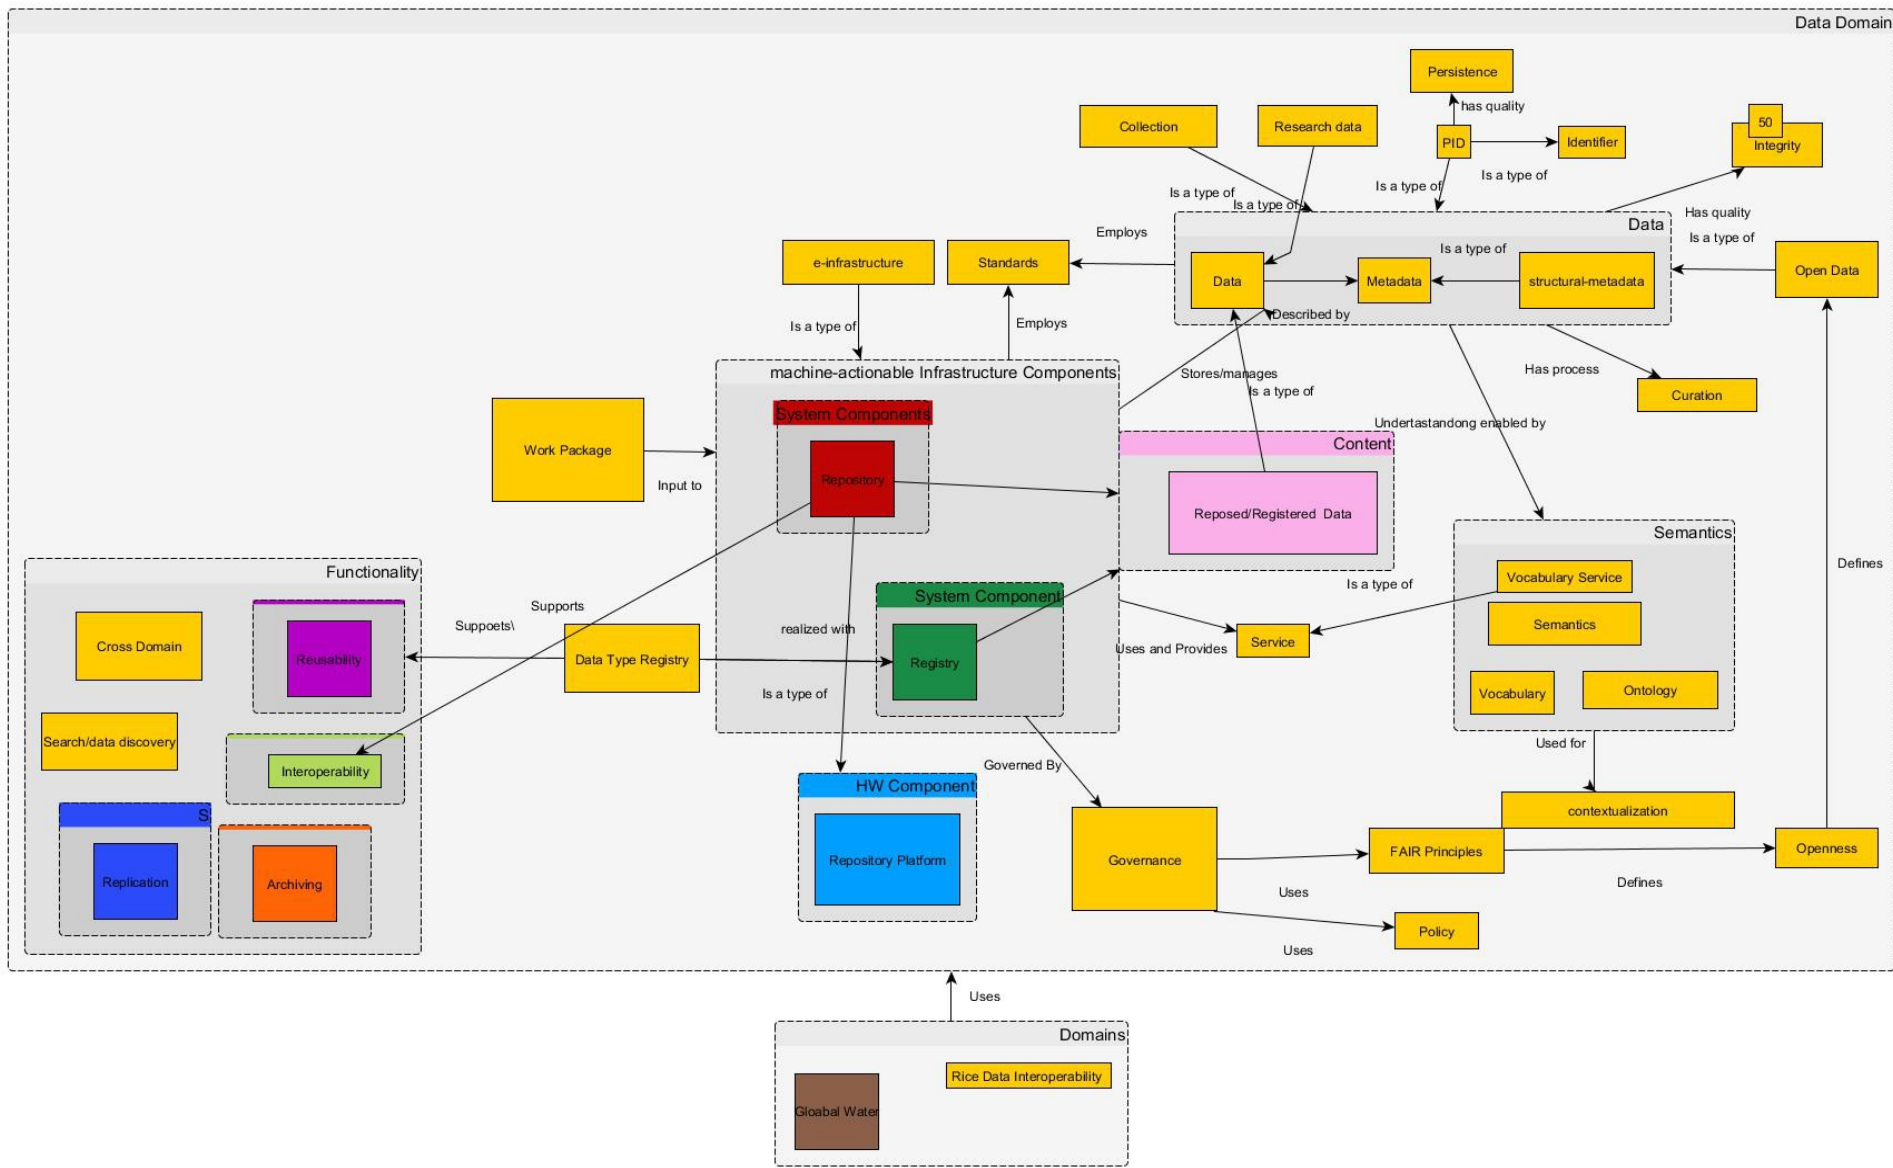 Data Domain
Persistence
has quality
Collection
Research data
PID
Identifier
50
Integrity
Is a type of
Is a type of
Is a type of
Is a type of
Has quality
Data
Employs
Is a type of
Is a type of
e-infrastructure
Standards
Data
Metadata
structural-metadata
Open Data
Described by
Is a type of
Employs
machine-actionable Infrastructure Components
Stores/manages
Is a type of
Has process
Curation
System Components
Undertastandong enabled by
Content
Work Package
Input to
Repository
Reposed/Registered Data
Semantics
Functionality
Defines
Vocabulary Service
Is a type of
System Component
Supports
Suppoets\
realized with
Semantics
Cross Domain
Reusability
Data Type Registry
Registry
Uses and Provides
Service
Is a type of
Vocabulary
Ontology
Search/data discovery
Interoperability
Governed By
Used for
HW Component
S
contextualization
Replication
Archiving
Repository Platform
Governance
FAIR Principles
Openness
Uses
Defines
Policy
Uses
Uses
Domains
Rice Data Interoperability
Gloabal Water